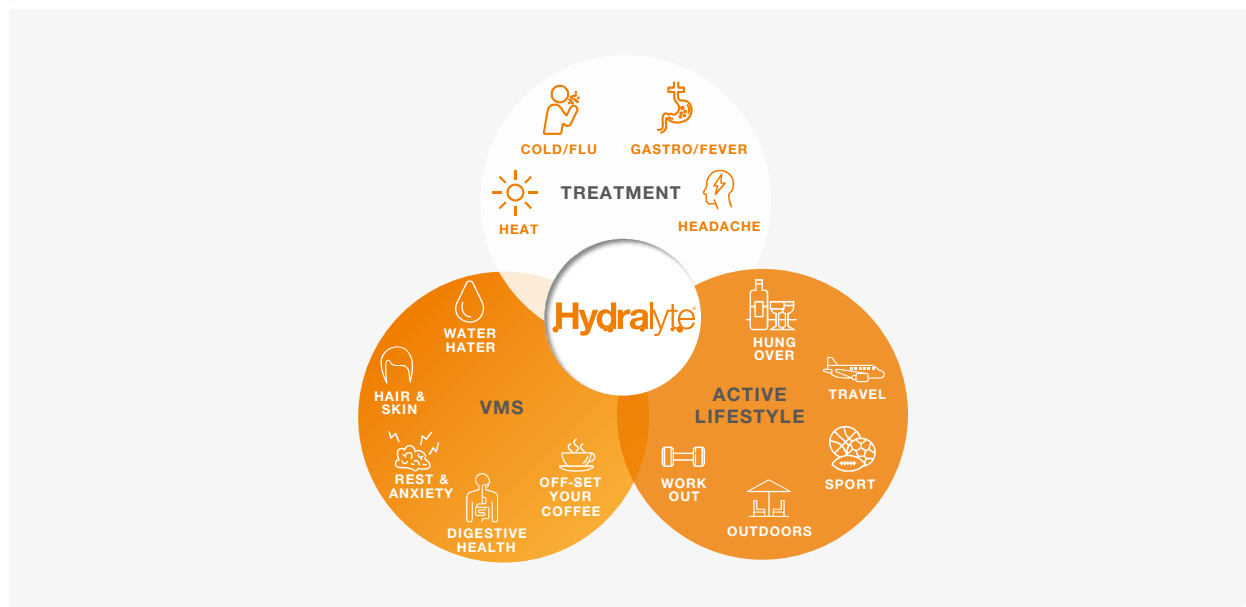 COLD/FLU
GASTRO/FEVER
TREATMENT
HEAT
HEADACHE
Hydralyte®
WATER
HATER
HAIR &
SKIN
VMS
REST &
ANXIETY
DIGESTIVE
HEALTH
OFF-SET
YOUR
COFFEE
HUNG
OVER
TRAVEL
ACTIVE
LIFESTYLE
WORK
OUT
SPORT
OUTDOORS